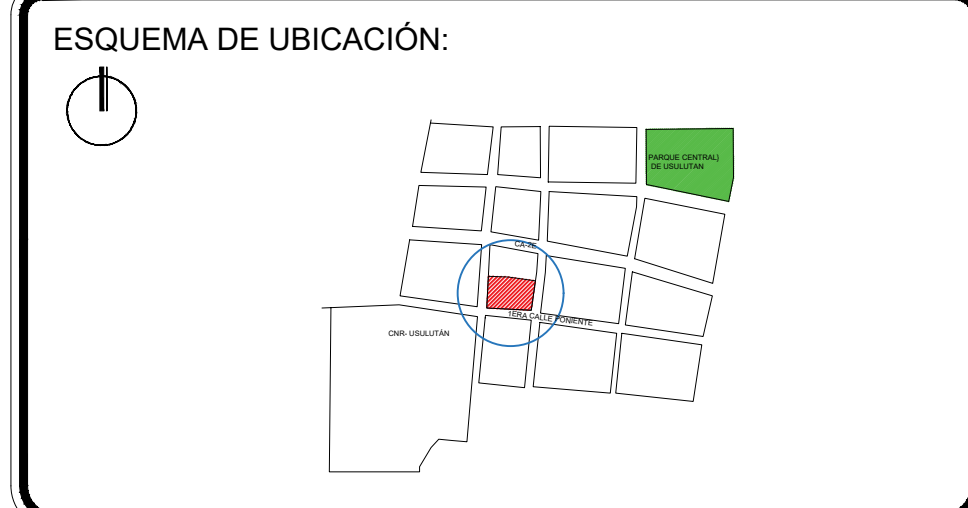 ESQUEMA DE UBICACIÓN:
PARQUE CENTRAL}
DE USULUTAN
CA-2E
1ERA CALLE PONIENTE
CNR- USULUTÁN